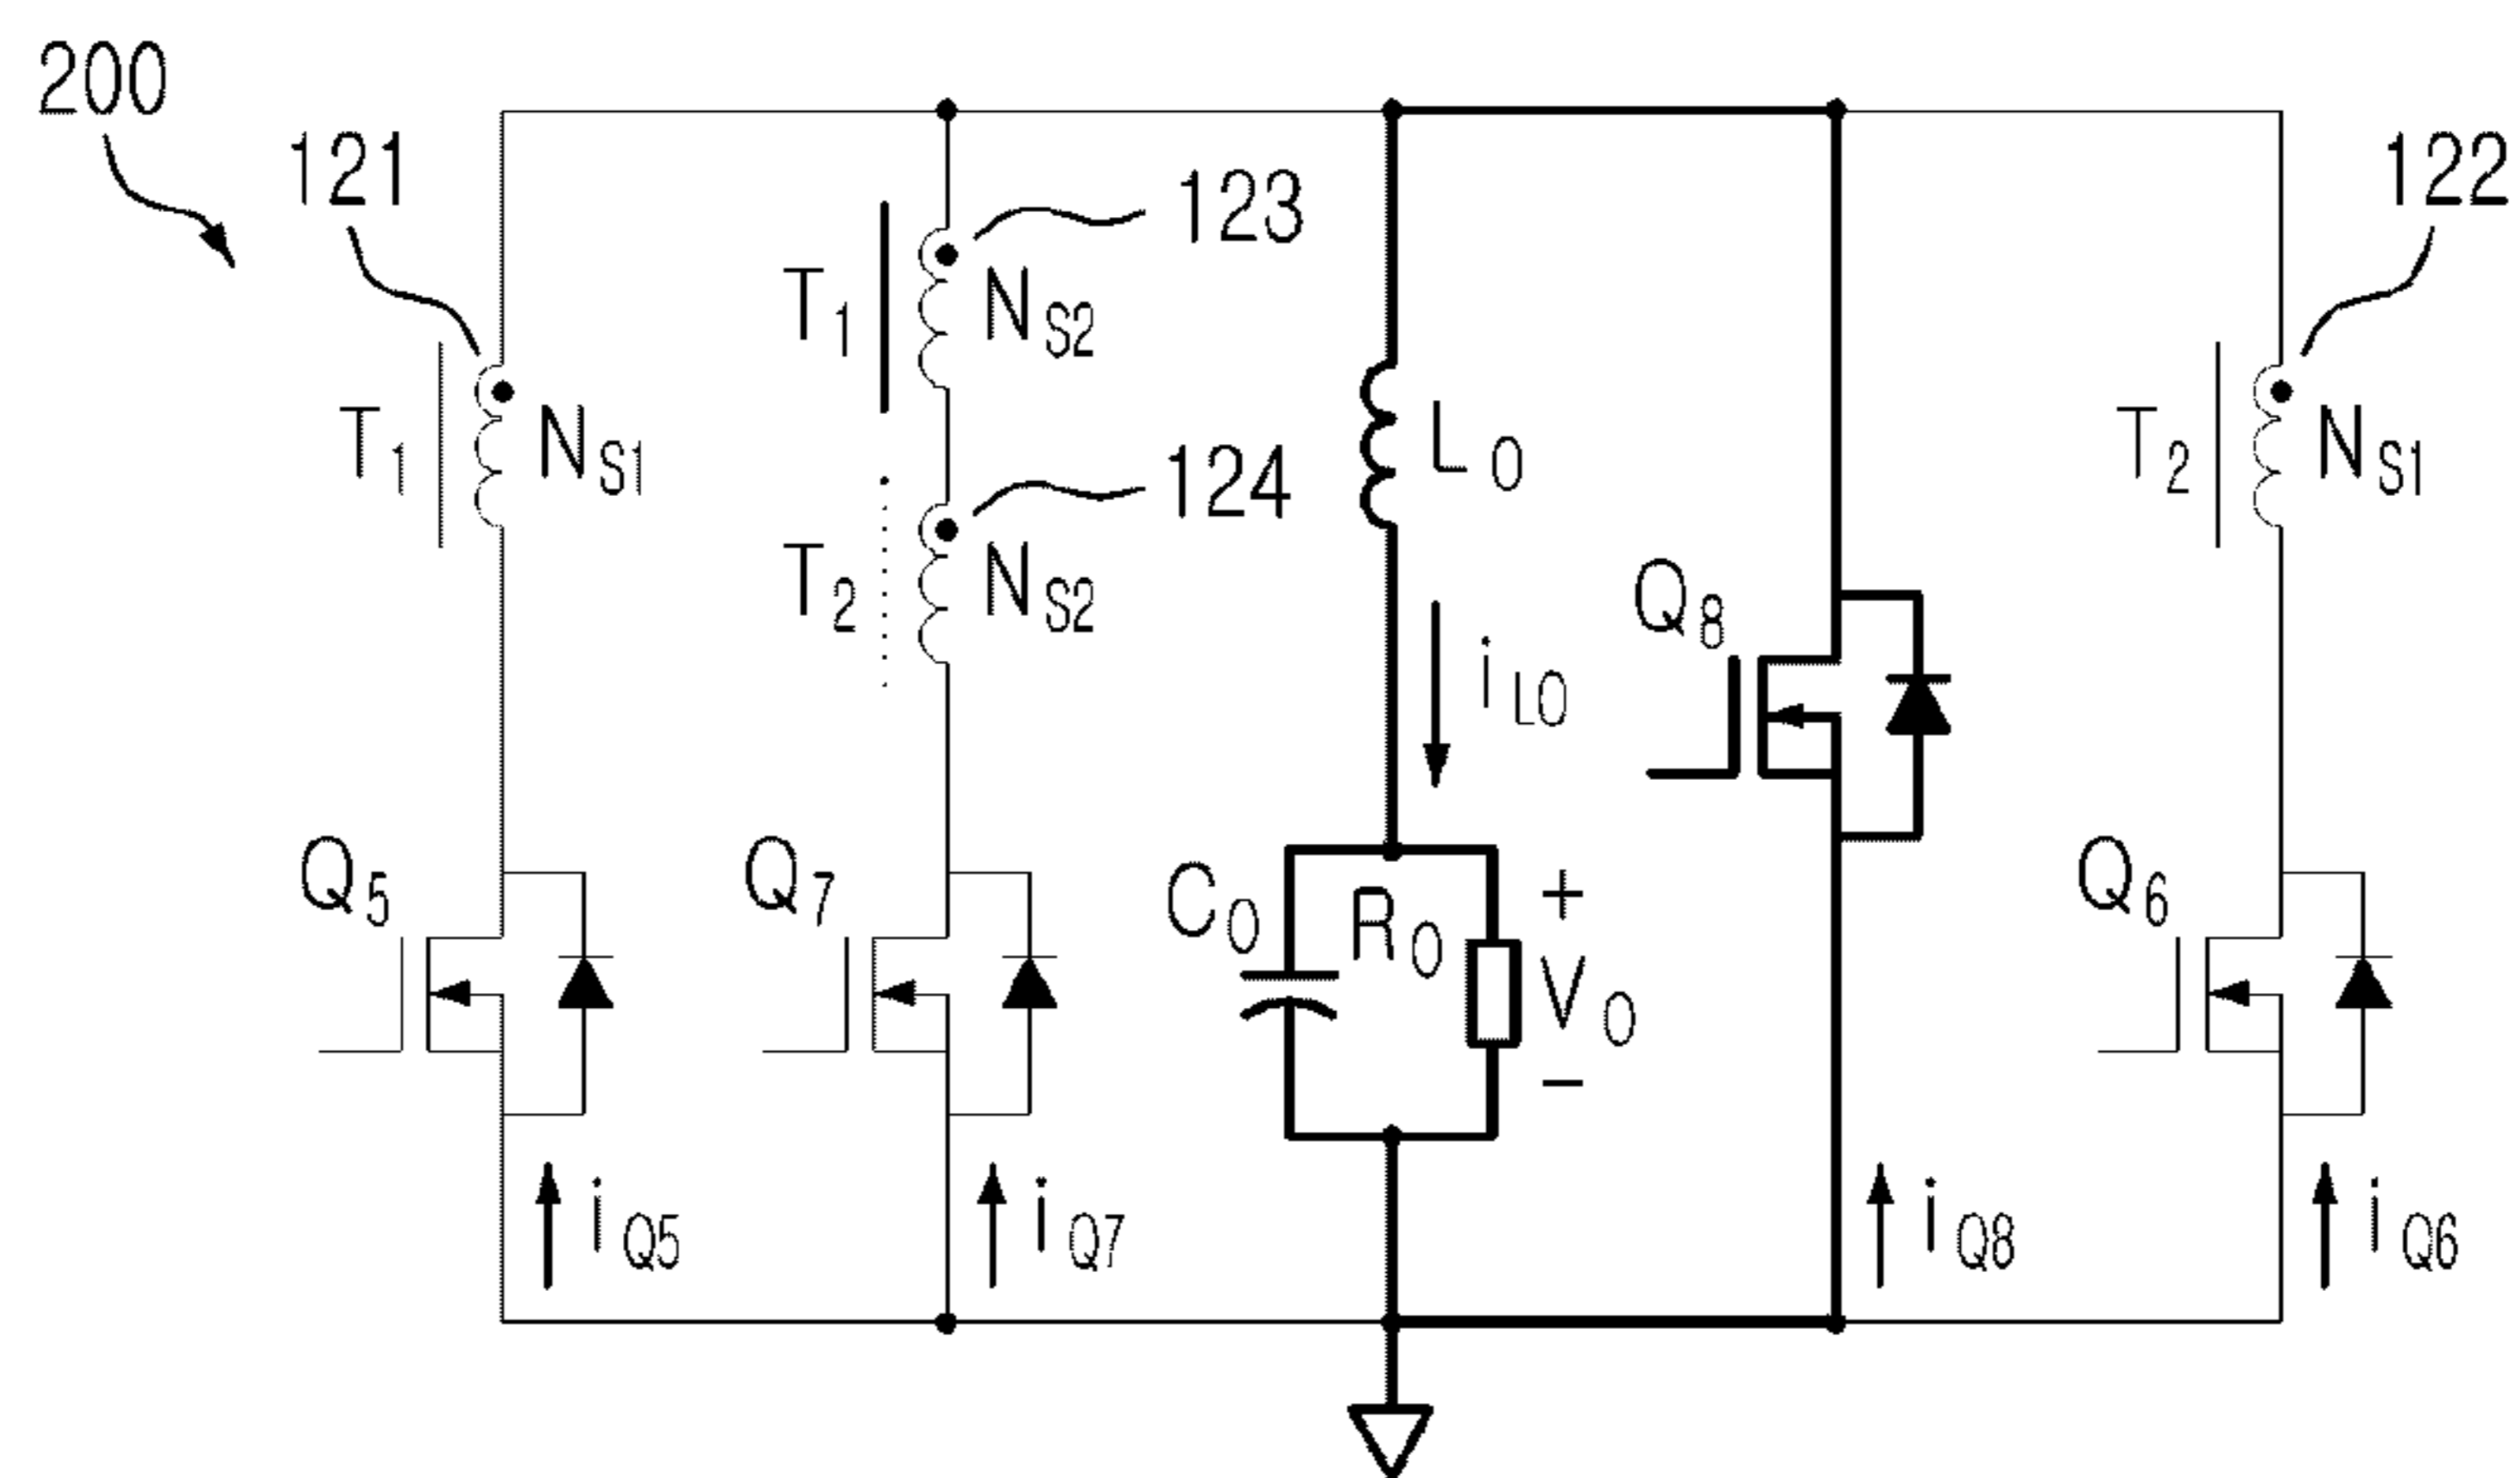 200
121
123
122
T1
NS2
T1
NS1
LO
T2
NS1
124
T2
NS2
Q8
iLO
Q5
Q7
CO
RO
+
VO
−
Q6
iQ5
iQ7
iQ8
iQ6